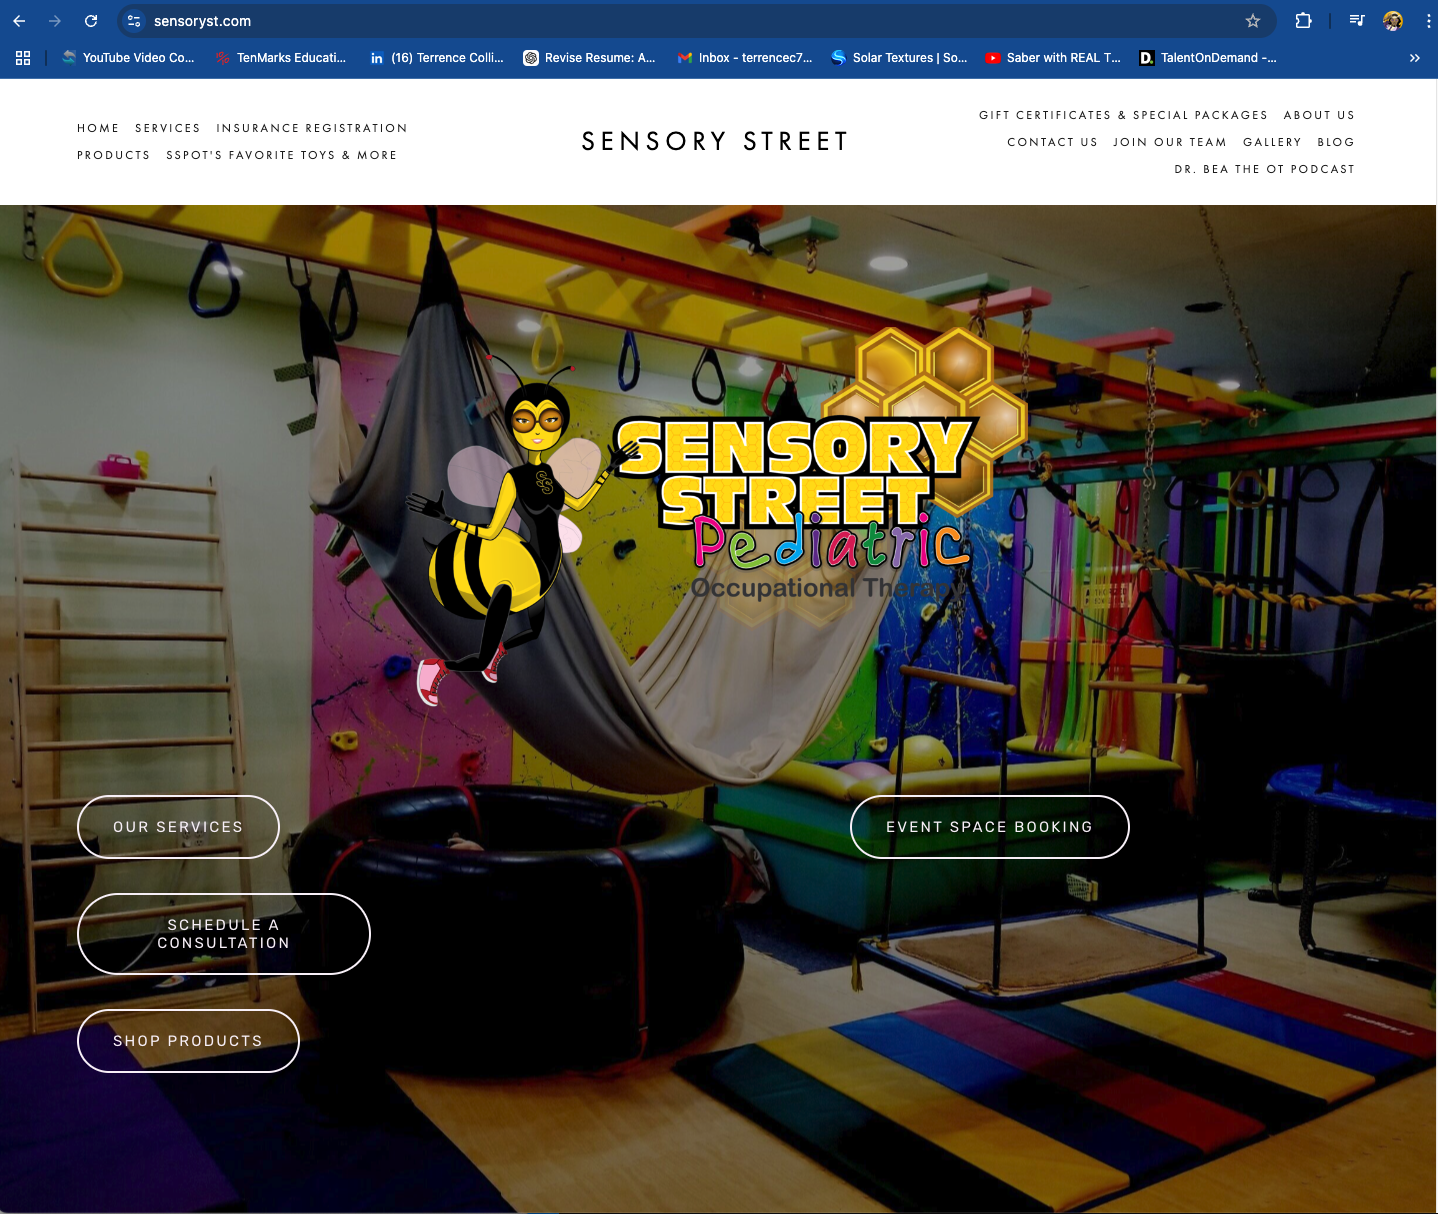 sensoryst.com
YouTube Video Co... TenMarks Educati... (16) Terrence Colli... Revise Resume: A... Inbox - terrencec7... Solar Textures | So... Saber with REAL T... TalentOnDemand -...
HOME SERVICES INSURANCE REGISTRATION
PRODUCTS SSPOT'S FAVORITE TOYS & MORE
SENSORY STREET
GIFT CERTIFICATES & SPECIAL PACKAGES ABOUT US
CONTACT US JOIN OUR TEAM GALLERY BLOG
DR. BEA THE OT PODCAST
SENSORY
STREET
Pediatric
Occupational Therapy
SS
OUR SERVICES
EVENT SPACE BOOKING
SCHEDULE A
CONSULTATION
SHOP PRODUCTS